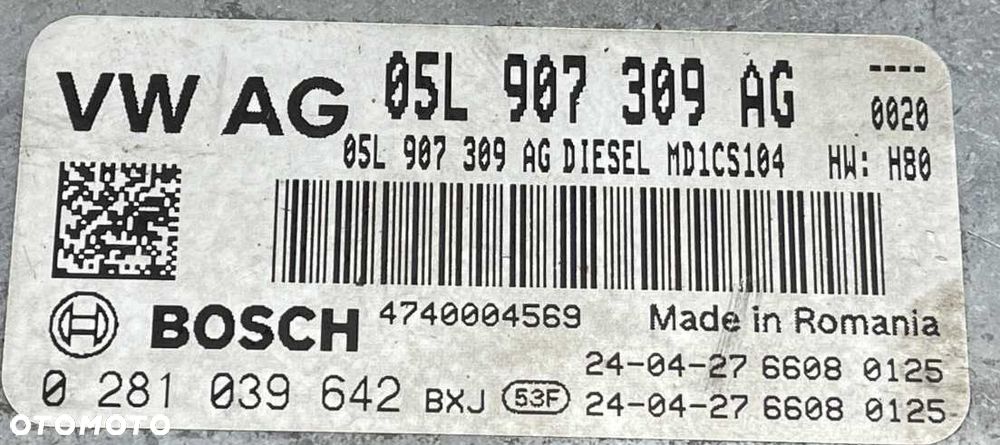 VW AG 05L 907 309 AG ----
0020
05L 907 309 AG DIESEL MD1CS104 HW: H80
BOSCH 4740004569 Made in Romania
24-04-27 6608 0125
0 281 039 642 BXJ 53F 24-04-27 6608 0125
OTOMOTO